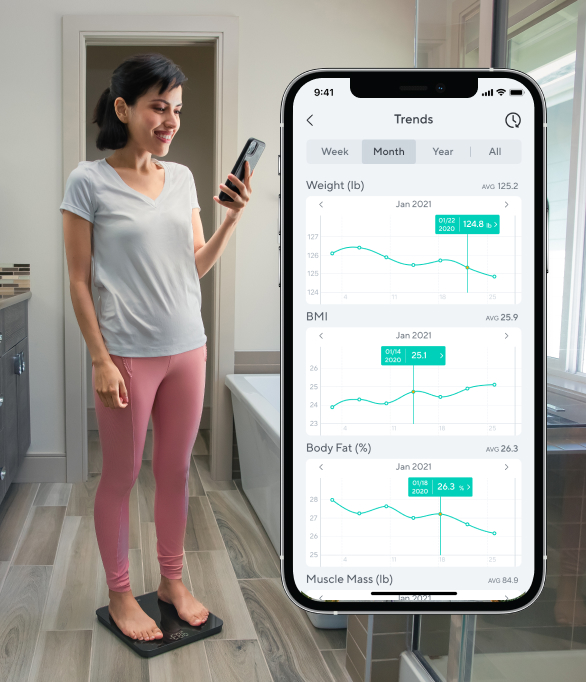 9:41
Trends
Week Month Year All
Weight (lb) AVG 125.2
Jan 2021
01/22 2020 124.8 lb
127
126
125
124
4 11 18 25
BMI AVG 25.9
Jan 2021
01/14 2020 25.1
26
25
24
23
4 11 18 25
Body Fat (%) AVG 26.3
Jan 2021
01/18 2020 26.3 %
28
27
26
25
4 11 18 25
Muscle Mass (lb) AVG 84.9
Jan 2021